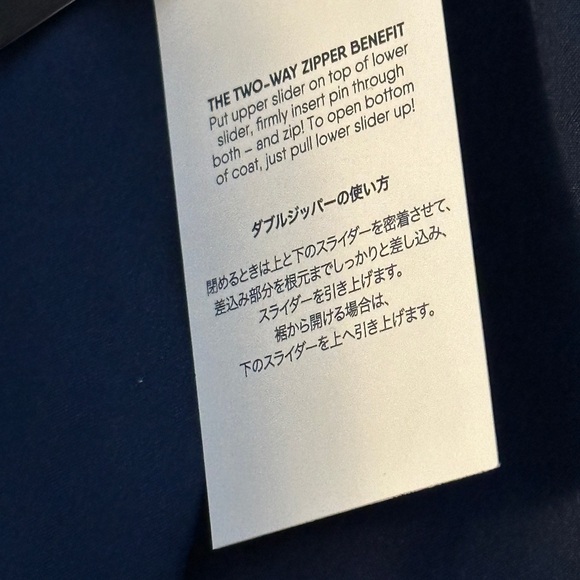 THE TWO-WAY ZIPPER BENEFIT
Put upper slider on top of lower
slider, firmly insert pin through
both – and zip! To open bottom
of coat, just pull lower slider up!
ダブルジッパーの使い方
閉めるときは上と下のスライダーを密着させて、
差込み部分を根元までしっかりと差し込み、
スライダーを引き上げます。
裾から開ける場合は、
下のスライダーを上へ引き上げます。